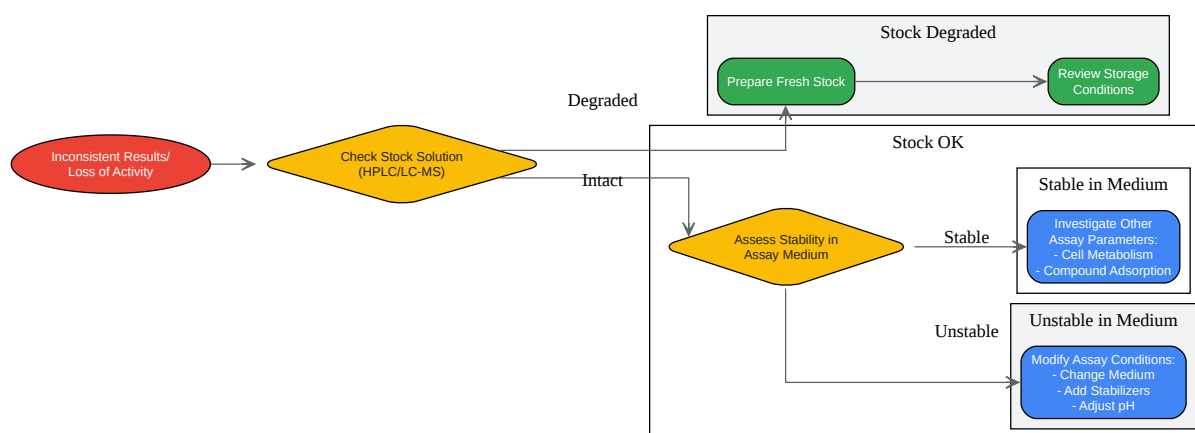 Stock Degraded
Prepare Fresh Stock
Review Storage
Conditions
Degraded
Stock OK
Inconsistent Results/
Loss of Activity
Check Stock Solution
(HPLC/LC-MS)
Intact
Stable in Medium
Assess Stability in
Assay Medium
Stable
Investigate Other
Assay Parameters:
- Cell Metabolism
- Compound Adsorption
Unstable
Unstable in Medium
Modify Assay Conditions:
- Change Medium
- Add Stabilizers
- Adjust pH